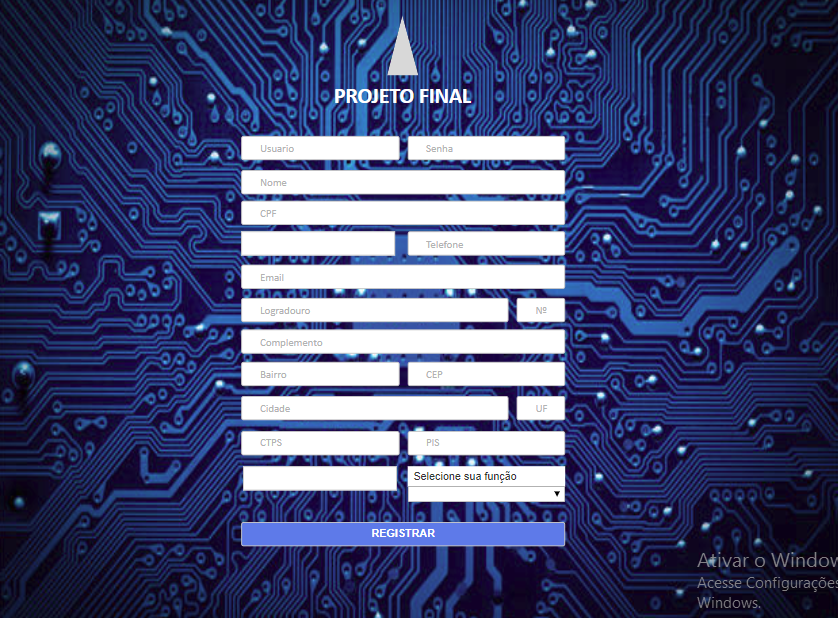 PROJETO FINAL
Usuario Senha
Nome
CPF
Telefone
Email
Logradouro Nº
Complemento
Bairro CEP
Cidade UF
CTPS PIS
Selecione sua função
REGISTRAR
Ativar o Window
Acesse Configurações
Windows.